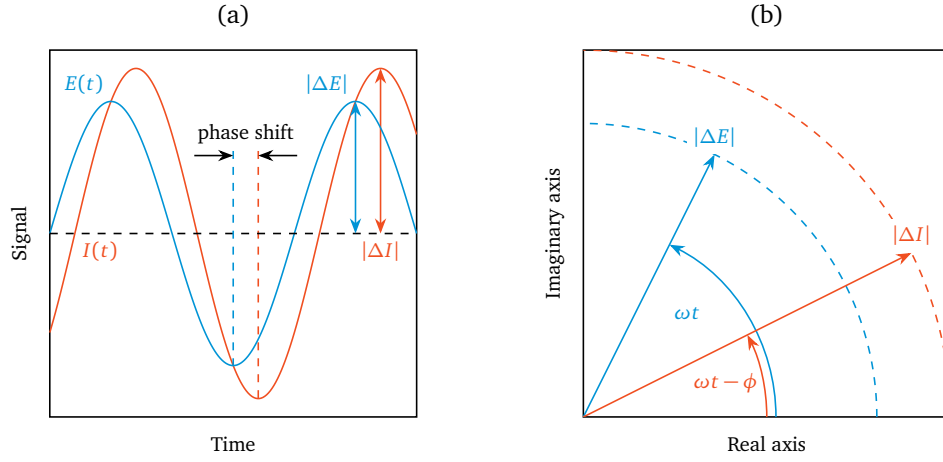 (a)
E(t)
|ΔE|
phase shift
I(t)
|ΔI|
Signal
Time
(b)
|ΔE|
|ΔI|
ωt
ωt − ϕ
Imaginary axis
Real axis